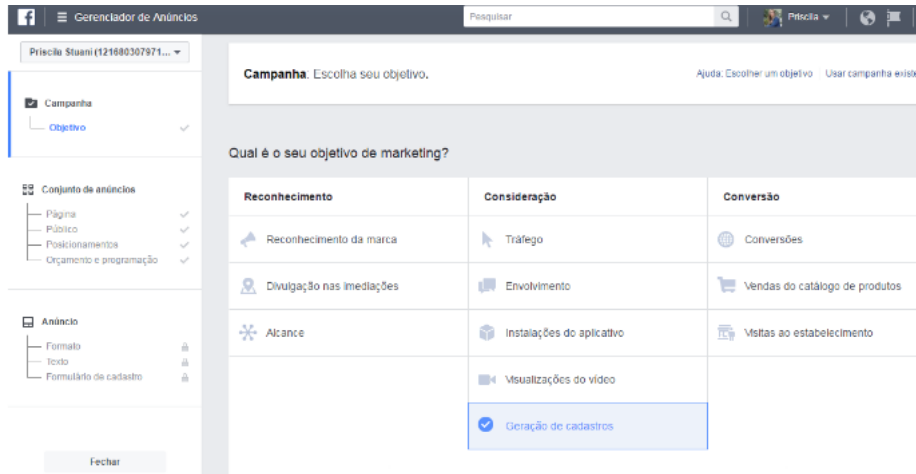 f Gerenciador de Anúncios
Pesquisar
Priscila
Priscila Stuani (121680307971...
Campanha
Objetivo
Conjunto de anúncios
Página
Público
Posicionamentos
Orçamento e programação
Anúncio
Formato
Texto
Formulário de cadastro
Fechar
Campanha: Escolha seu objetivo.
Ajuda: Escolher um objetivo Usar campanha existe
Qual é o seu objetivo de marketing?
Reconhecimento
Reconhecimento da marca
Divulgação nas imediações
Alcance
Consideração
Tráfego
Envolvimento
Instalações do aplicativo
Visualizações do vídeo
Geração de cadastros
Conversão
Conversões
Vendas do catálogo de produtos
Visitas ao estabelecimento